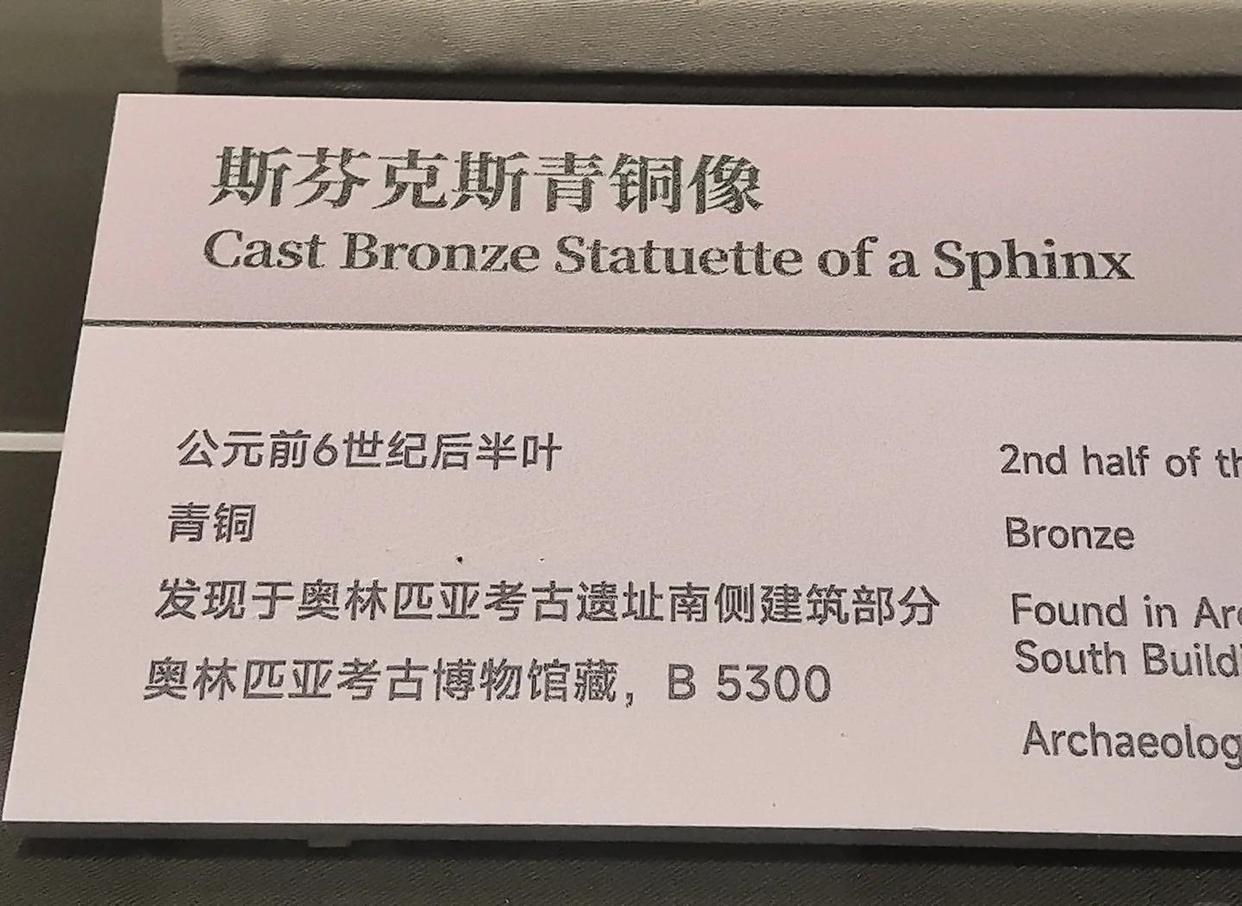 斯芬克斯青铜像
Cast Bronze Statuette of a Sphinx
公元前6世纪后半叶
青铜
发现于奥林匹亚考古遗址南侧建筑部分
奥林匹亚考古博物馆藏，B 5300
2nd half of
Bronze
Found in
South